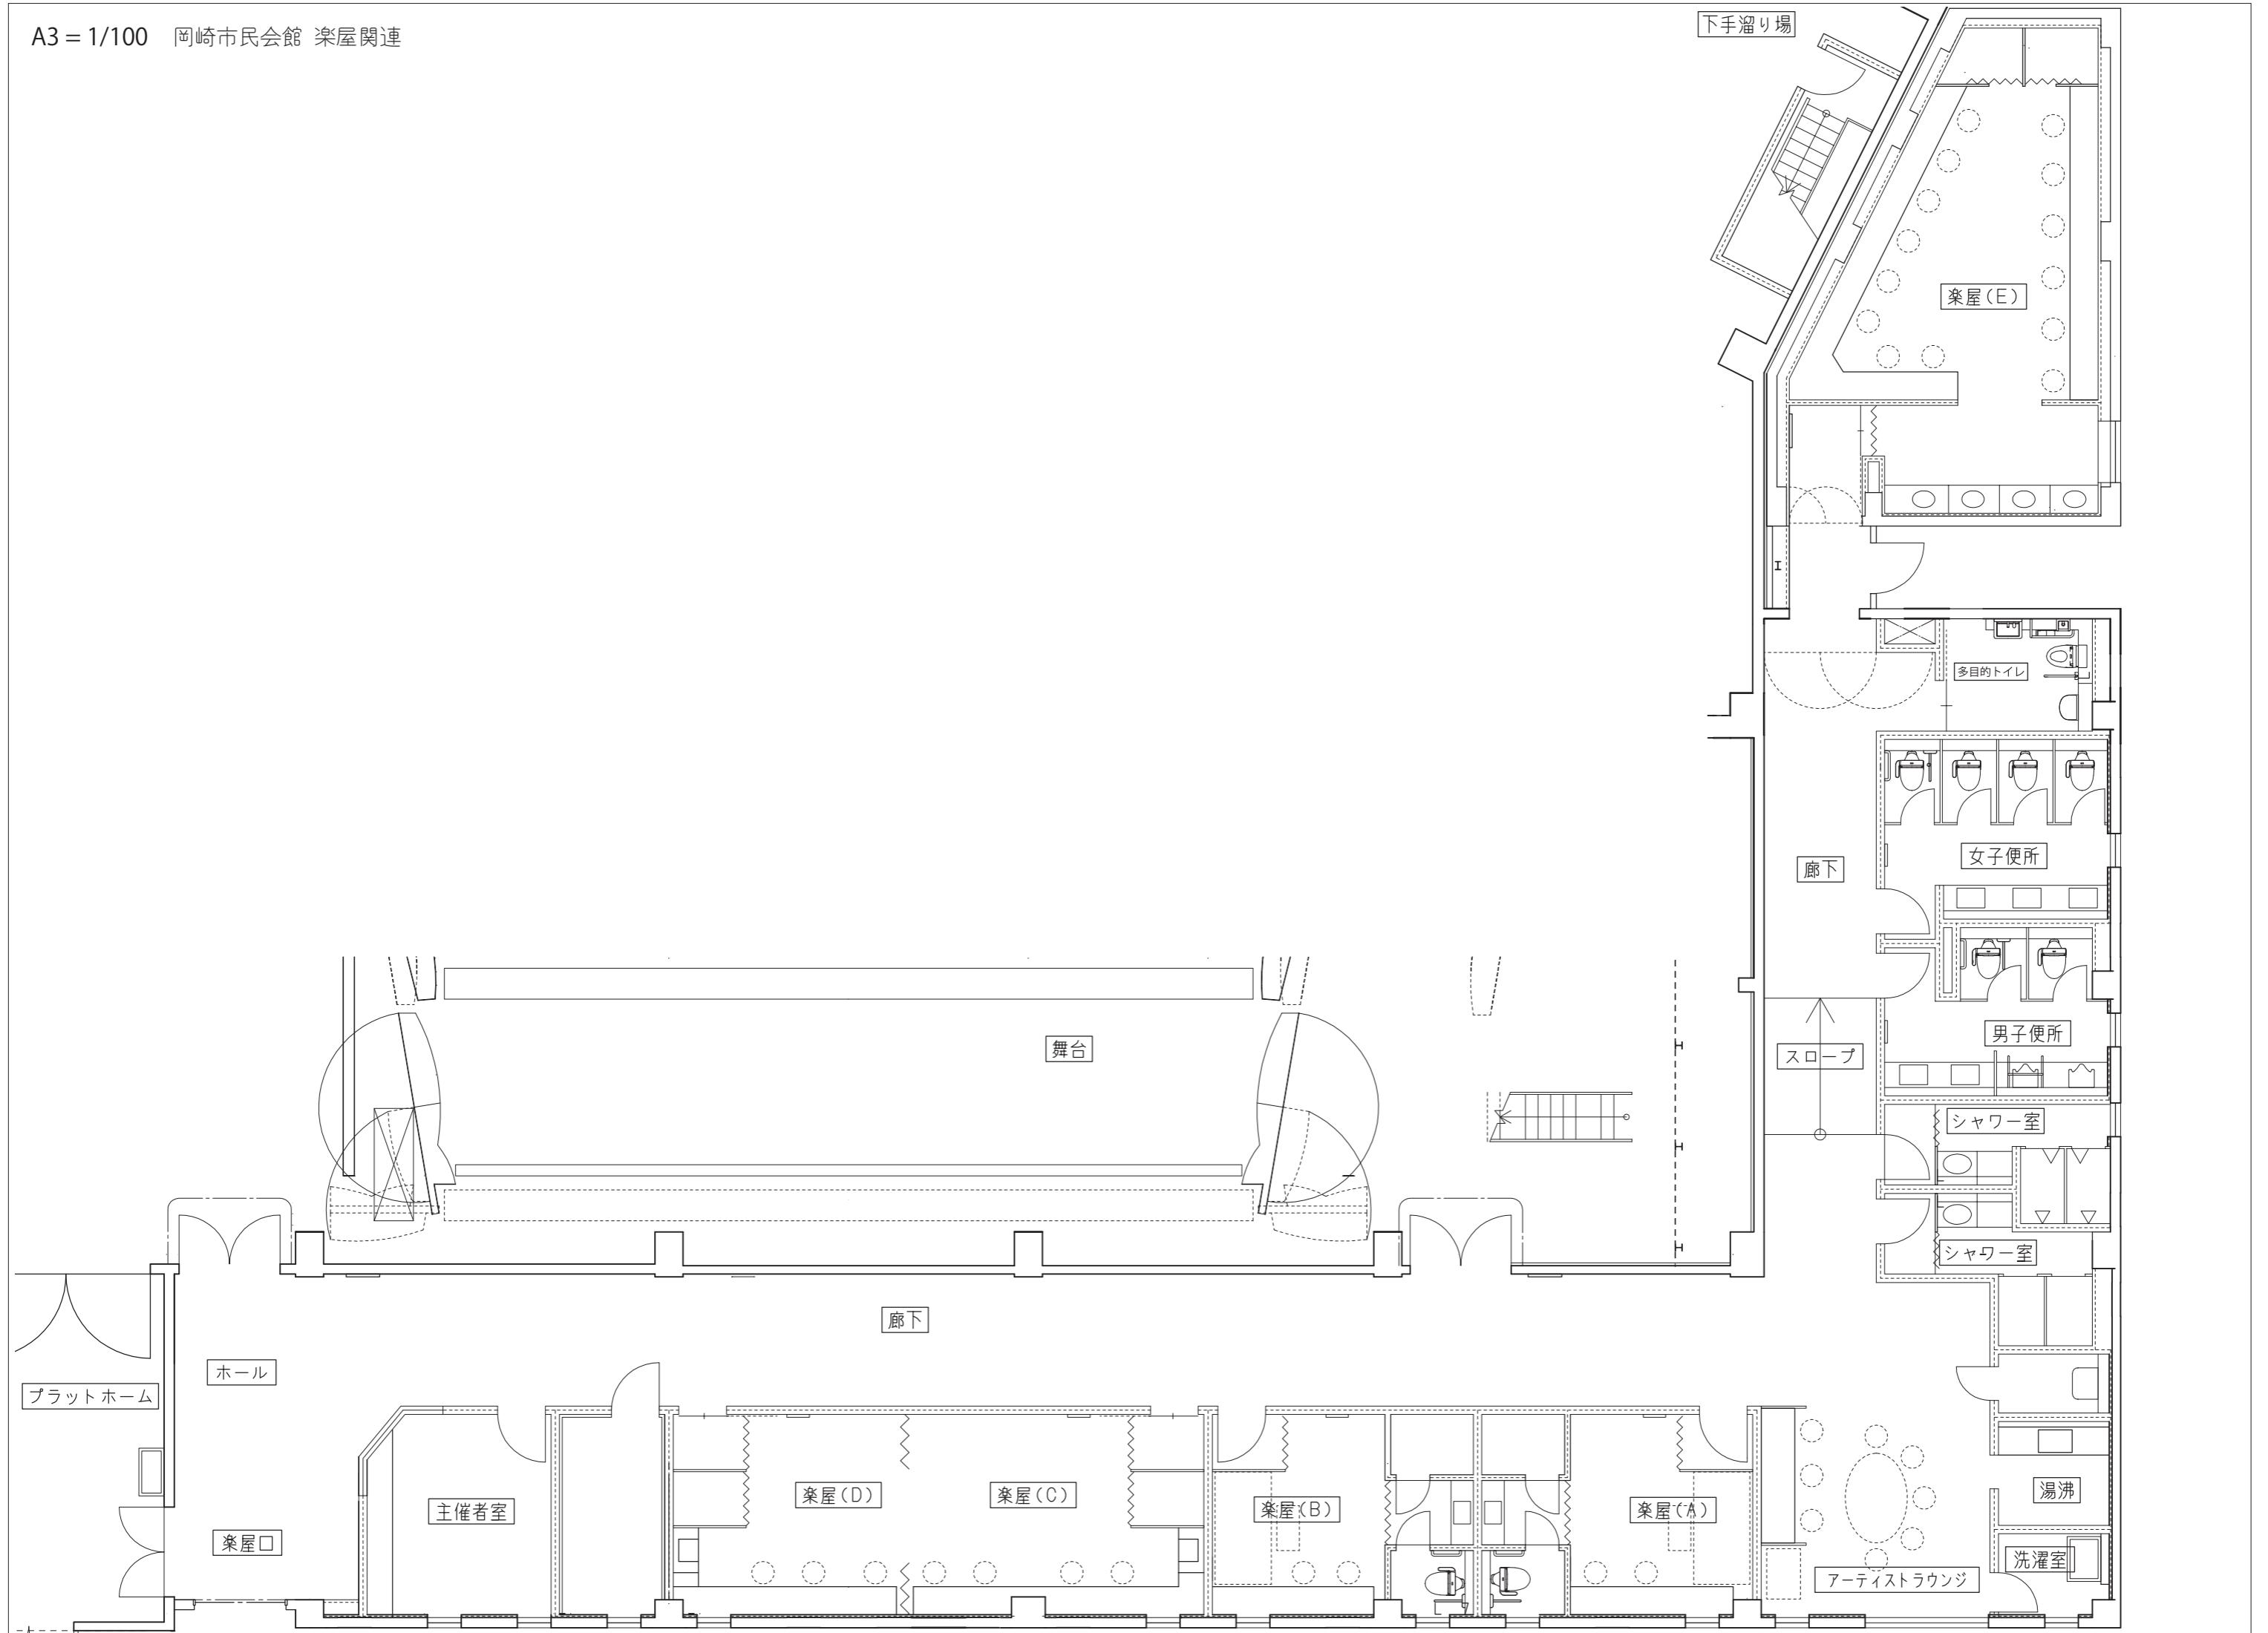 A3 = 1/100 岡崎市民会館 楽屋関連
下手溜り場
楽屋(E)
多目的トイレ
女子便所
廊下
男子便所
舞台
スロープ
シャワー室
シャワー室
廊下
ホール
プラットホーム
楽屋(D)
楽屋(C)
楽屋(B)
楽屋(A)
湯沸
主催者室
楽屋口
洗濯室
アーティストラウンジ